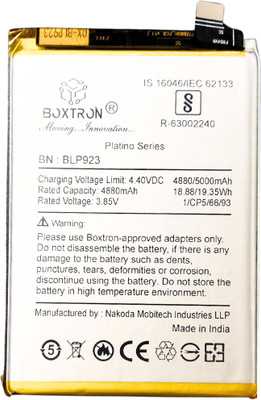 IS 16046/IEC 62133
BOXTRON®
Moving...Innovation...
R-63002240
Platino Series
BN : BLP923
Charging Voltage Limit: 4.40VDC 4880/5000mAh
Rated Capacity: 4880mAh 18.88/19.35Wh
Nominal Voltage: 3.85V 1/CP5/66/93
Warning:
Please use Boxtron-approved adapters only.
Do not disassemble the battery, if there are
any damages to the battery such as dents,
punctures, tears, deformities or corrosion,
discontinue using the battery. Do not store the
battery in high temperature environment.
Manufactured by : Nakoda Mobitech Industries LLP
Made in India